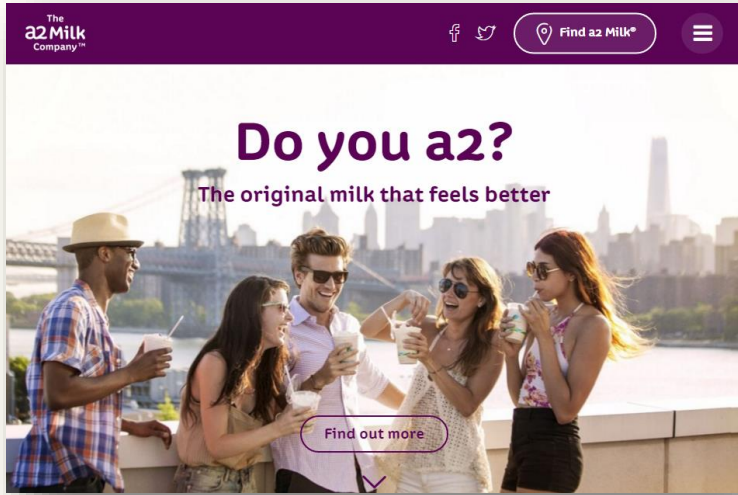 The
a2 Milk
Company™
Find a2 Milk®
Do you a2?
The original milk that feels better
Find out more